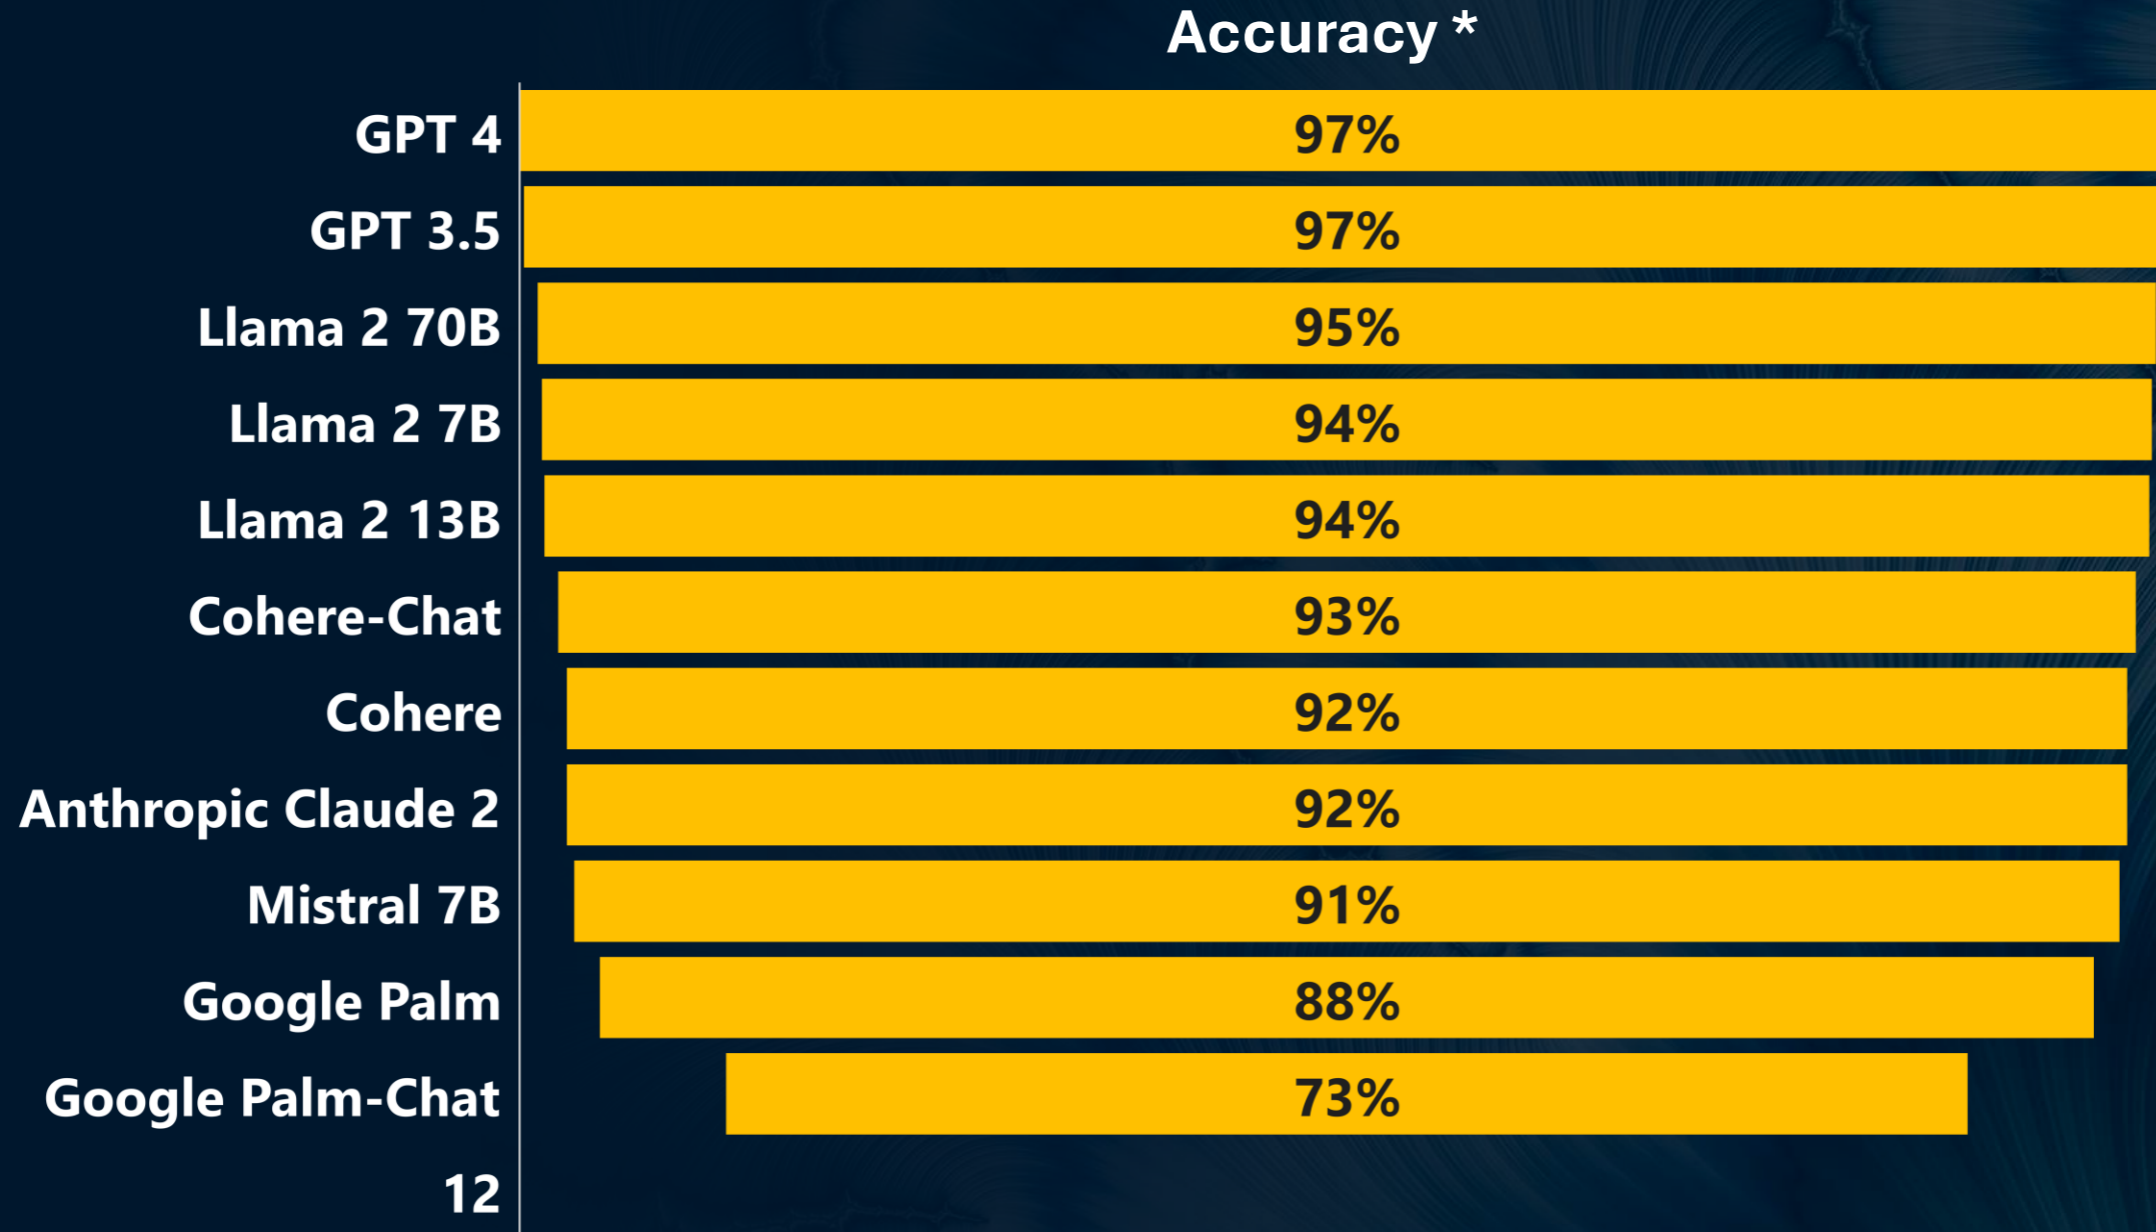 Accuracy *
GPT 4 97%
GPT 3.5 97%
Llama 2 70B 95%
Llama 2 7B 94%
Llama 2 13B 94%
Cohere-Chat 93%
Cohere 92%
Anthropic Claude 2 92%
Mistral 7B 91%
Google Palm 88%
Google Palm-Chat 73%
12